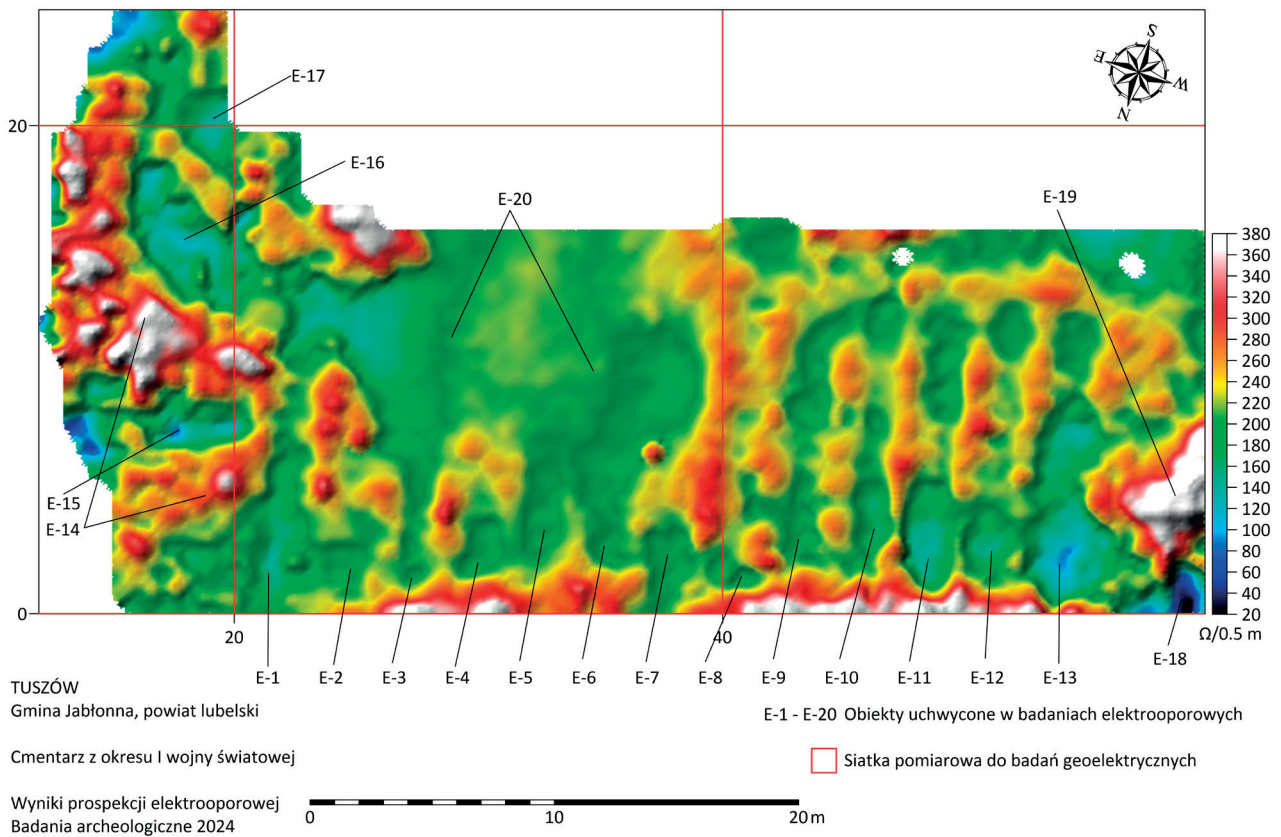 S
E
W
N
E-17
20
E-16
E-20
E-19
380
360
340
320
300
280
260
240
220
200
180
160
140
120
100
80
60
40
20
Ω/0.5 m
E-15
E-14
0
20
40
E-1 E-2 E-3 E-4 E-5 E-6 E-7 E-8 E-9 E-10 E-11 E-12 E-13 E-18
TUSZÓW
Gmina Jabłonna, powiat lubelski
E-1 - E-20 Obiekty uchwycone w badaniach elektrooporowych
Cmentarz z okresu I wojny światowej
Siatka pomiarowa do badań geoelektrycznych
Wyniki prospekcji elektrooporowej
Badania archeologiczne 2024
0 10 20 m